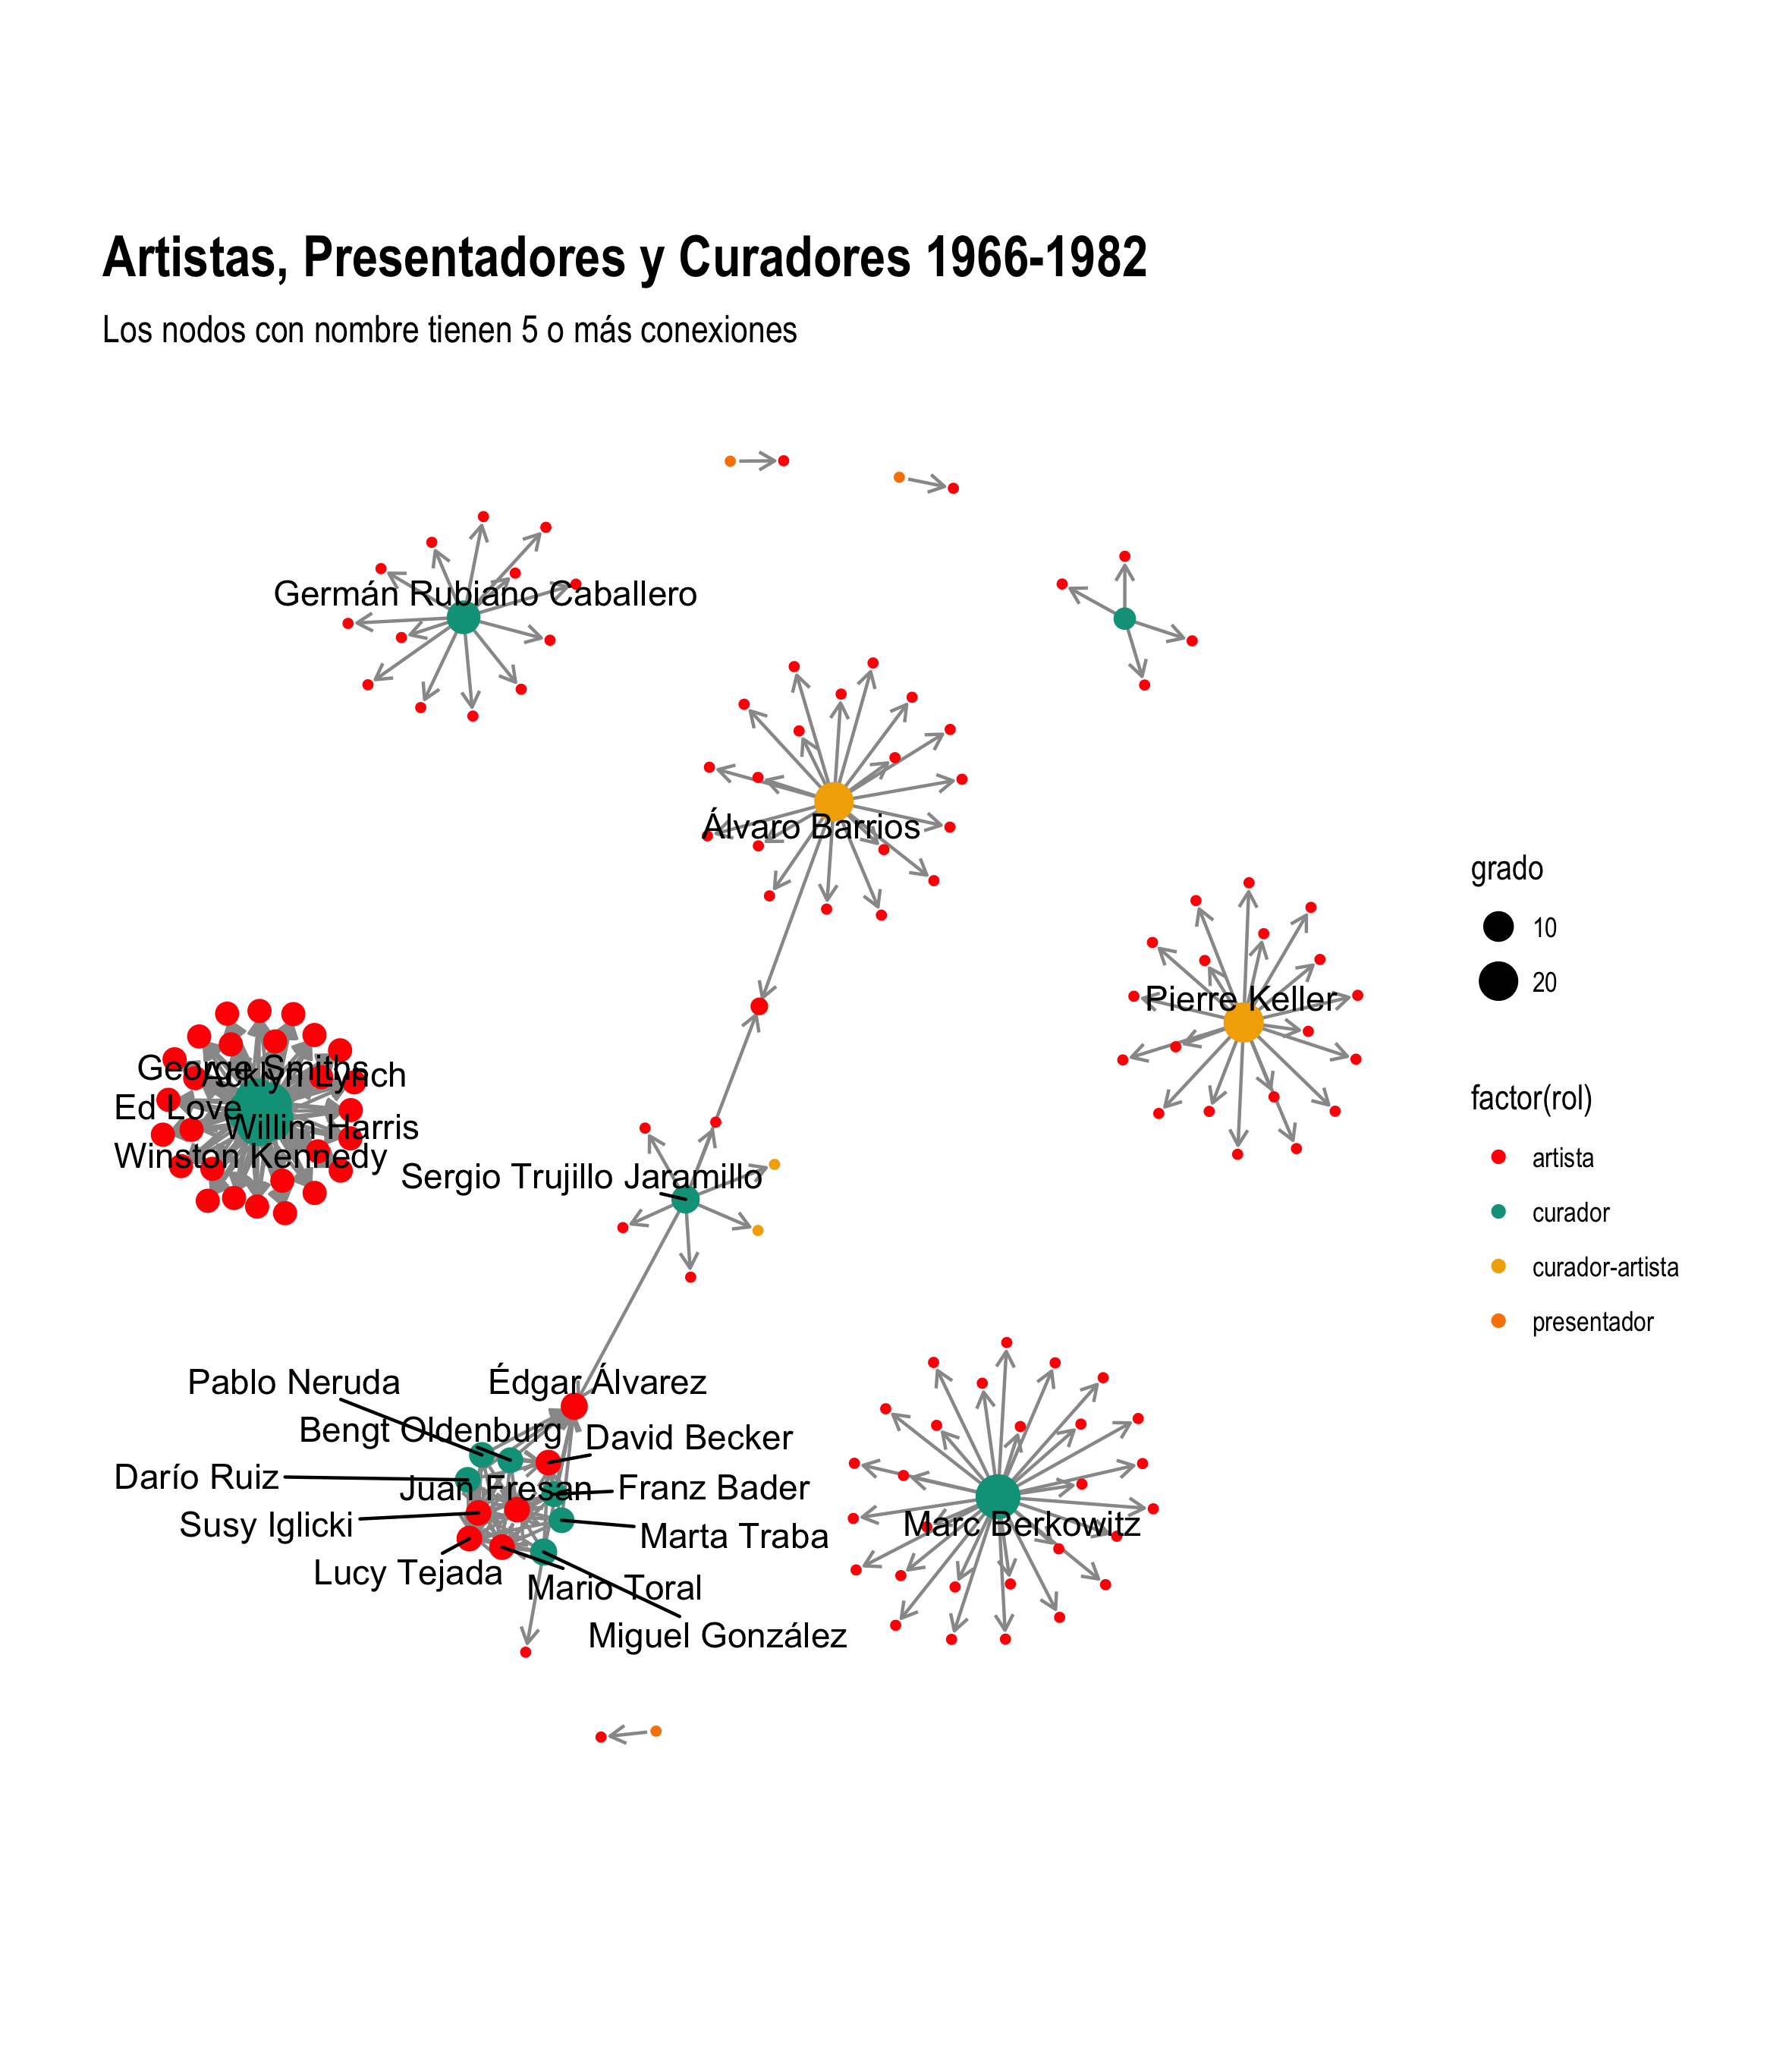 Artistas, Presentadores y Curadores 1966-1982
Los nodos con nombre tienen 5 o más conexiones
Germán Rubiano Caballero
Álvaro Barrios
Pierre Keller
George Smiths
Acklyn Lynch
Ed Love
Willim Harris
Winston Kennedy
Sergio Trujillo Jaramillo
Pablo Neruda
Édgar Álvarez
Bengt Oldenburg
David Becker
Darío Ruiz
Juan Fresan
Franz Bader
Susy Iglicki
Marta Traba
Lucy Tejada
Mario Toral
Miguel González
Marc Berkowitz
grado
10
20
factor(rol)
artista
curador
curador-artista
presentador